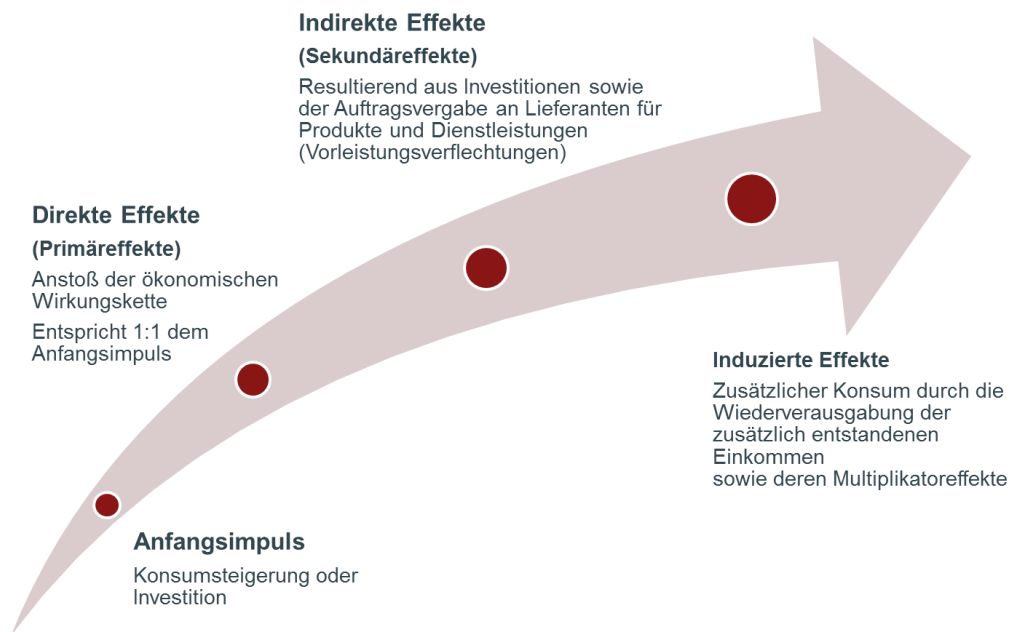 Indirekte Effekte
(Sekundäreffekte)
Resultierend aus Investitionen sowie
der Auftragsvergabe an Lieferanten für
Produkte und Dienstleistungen
(Vorleistungsverflechtungen)
Direkte Effekte
(Primäreffekte)
Anstoß der ökonomischen
Wirkungskette
Entspricht 1:1 dem
Anfangsimpuls
Induzierte Effekte
Zusätzlicher Konsum durch die
Wiederverausgabung der
zusätzlich entstandenen
Einkommen
sowie deren Multiplikatoreffekte
Anfangsimpuls
Konsumsteigerung oder
Investition